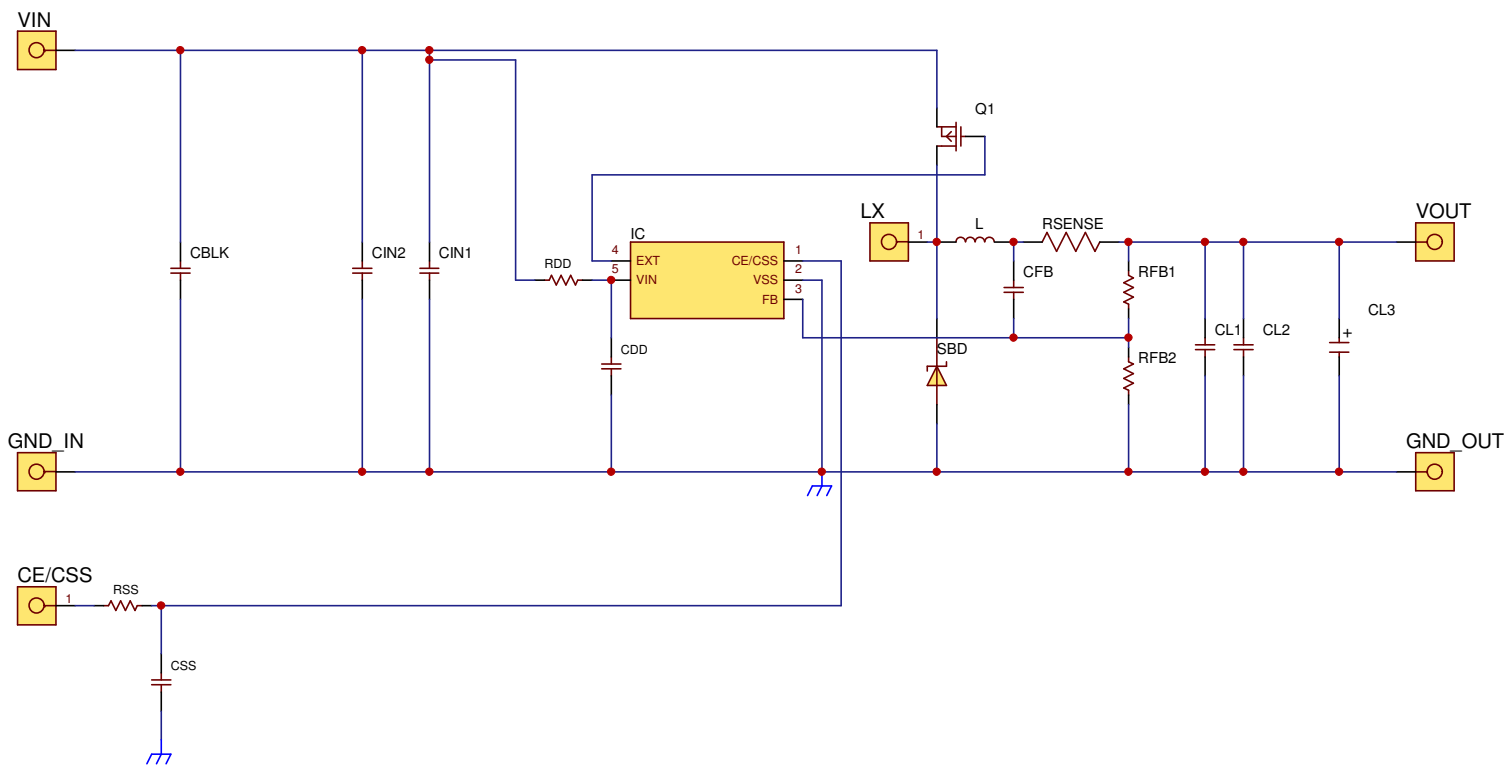 VIN
Q1
LX
1
L
RSENSE
VOUT
CBLK
CIN2
CIN1
RDD
IC
4
EXT
CE/CSS
1
5
VIN
VSS
2
FB
3
CFB
RFB1
CL1
CL2
CL3
+
CDD
SBD
RFB2
GND_IN
GND_OUT
CE/CSS
1
RSS
CSS